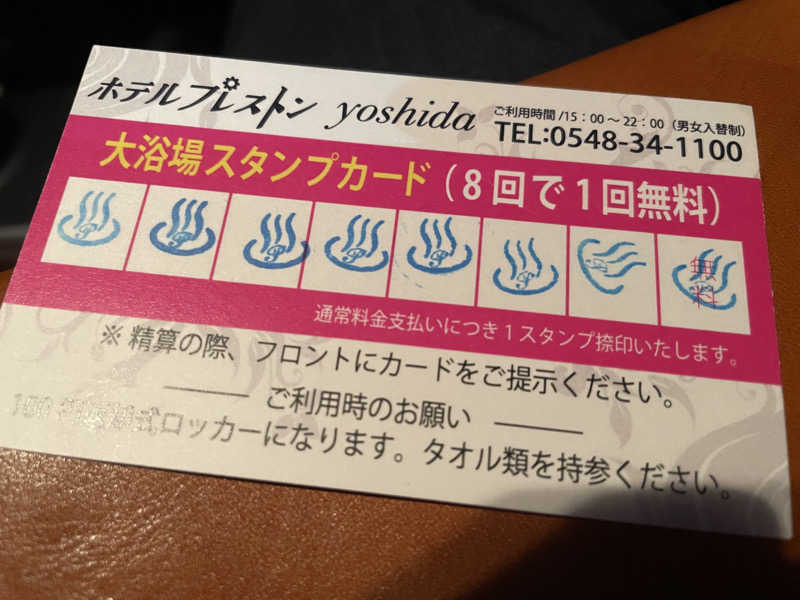 ホテルプレストン yoshida
ご利用時間/15:00～22:00（男女入替制）
TEL:0548-34-1100
大浴場スタンプカード（8回で1回無料）
無料
通常料金支払いにつき1スタンプ捺印いたします。
※精算の際、フロントにカードをご提示ください。
ご利用時のお願い
100 式ロッカーになります。タオル類を持参ください。